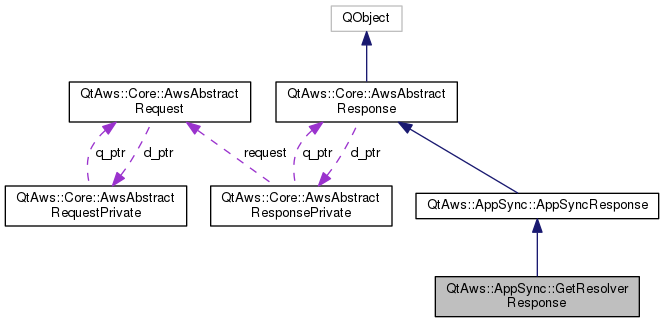 QObject
QtAws::Core::AwsAbstract
Request
QtAws::Core::AwsAbstract
Response
q_ptr
d_ptr
request
q_ptr
d_ptr
QtAws::Core::AwsAbstract
RequestPrivate
QtAws::Core::AwsAbstract
ResponsePrivate
QtAws::AppSync::AppSyncResponse
QtAws::AppSync::GetResolver
Response